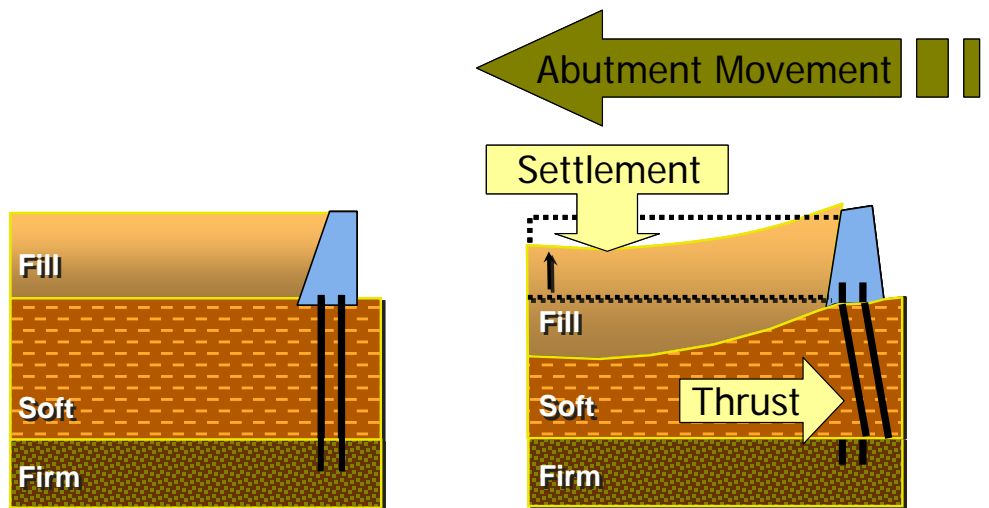 Abutment Movement
Settlement
Fill
Soft
Firm
Fill
Soft
Thrust
Firm